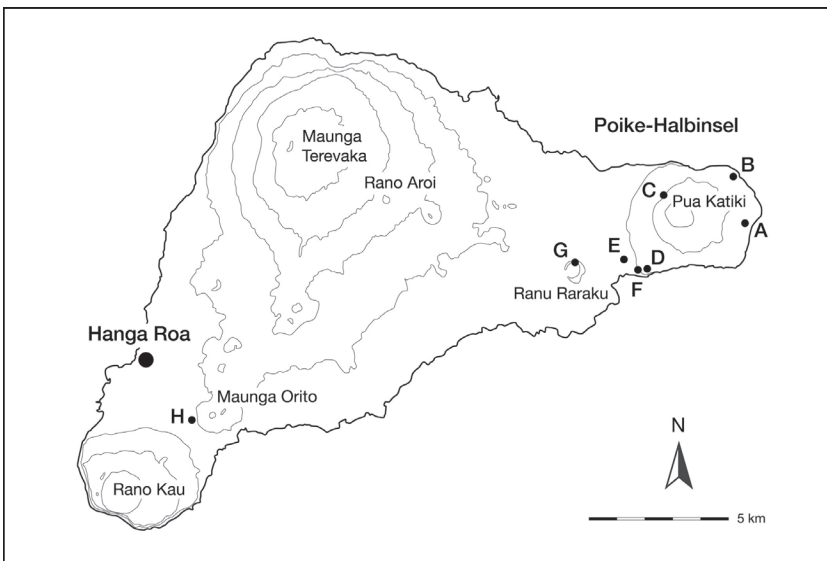 Maunga
Terevaka
Poike-Halbinsel
Rano Aroi
B
C
Pua Katiki
A
G
E
D
F
Ranu Raraku
Hanga Roa
Maunga Orito
H
N
Rano Kau
5 km